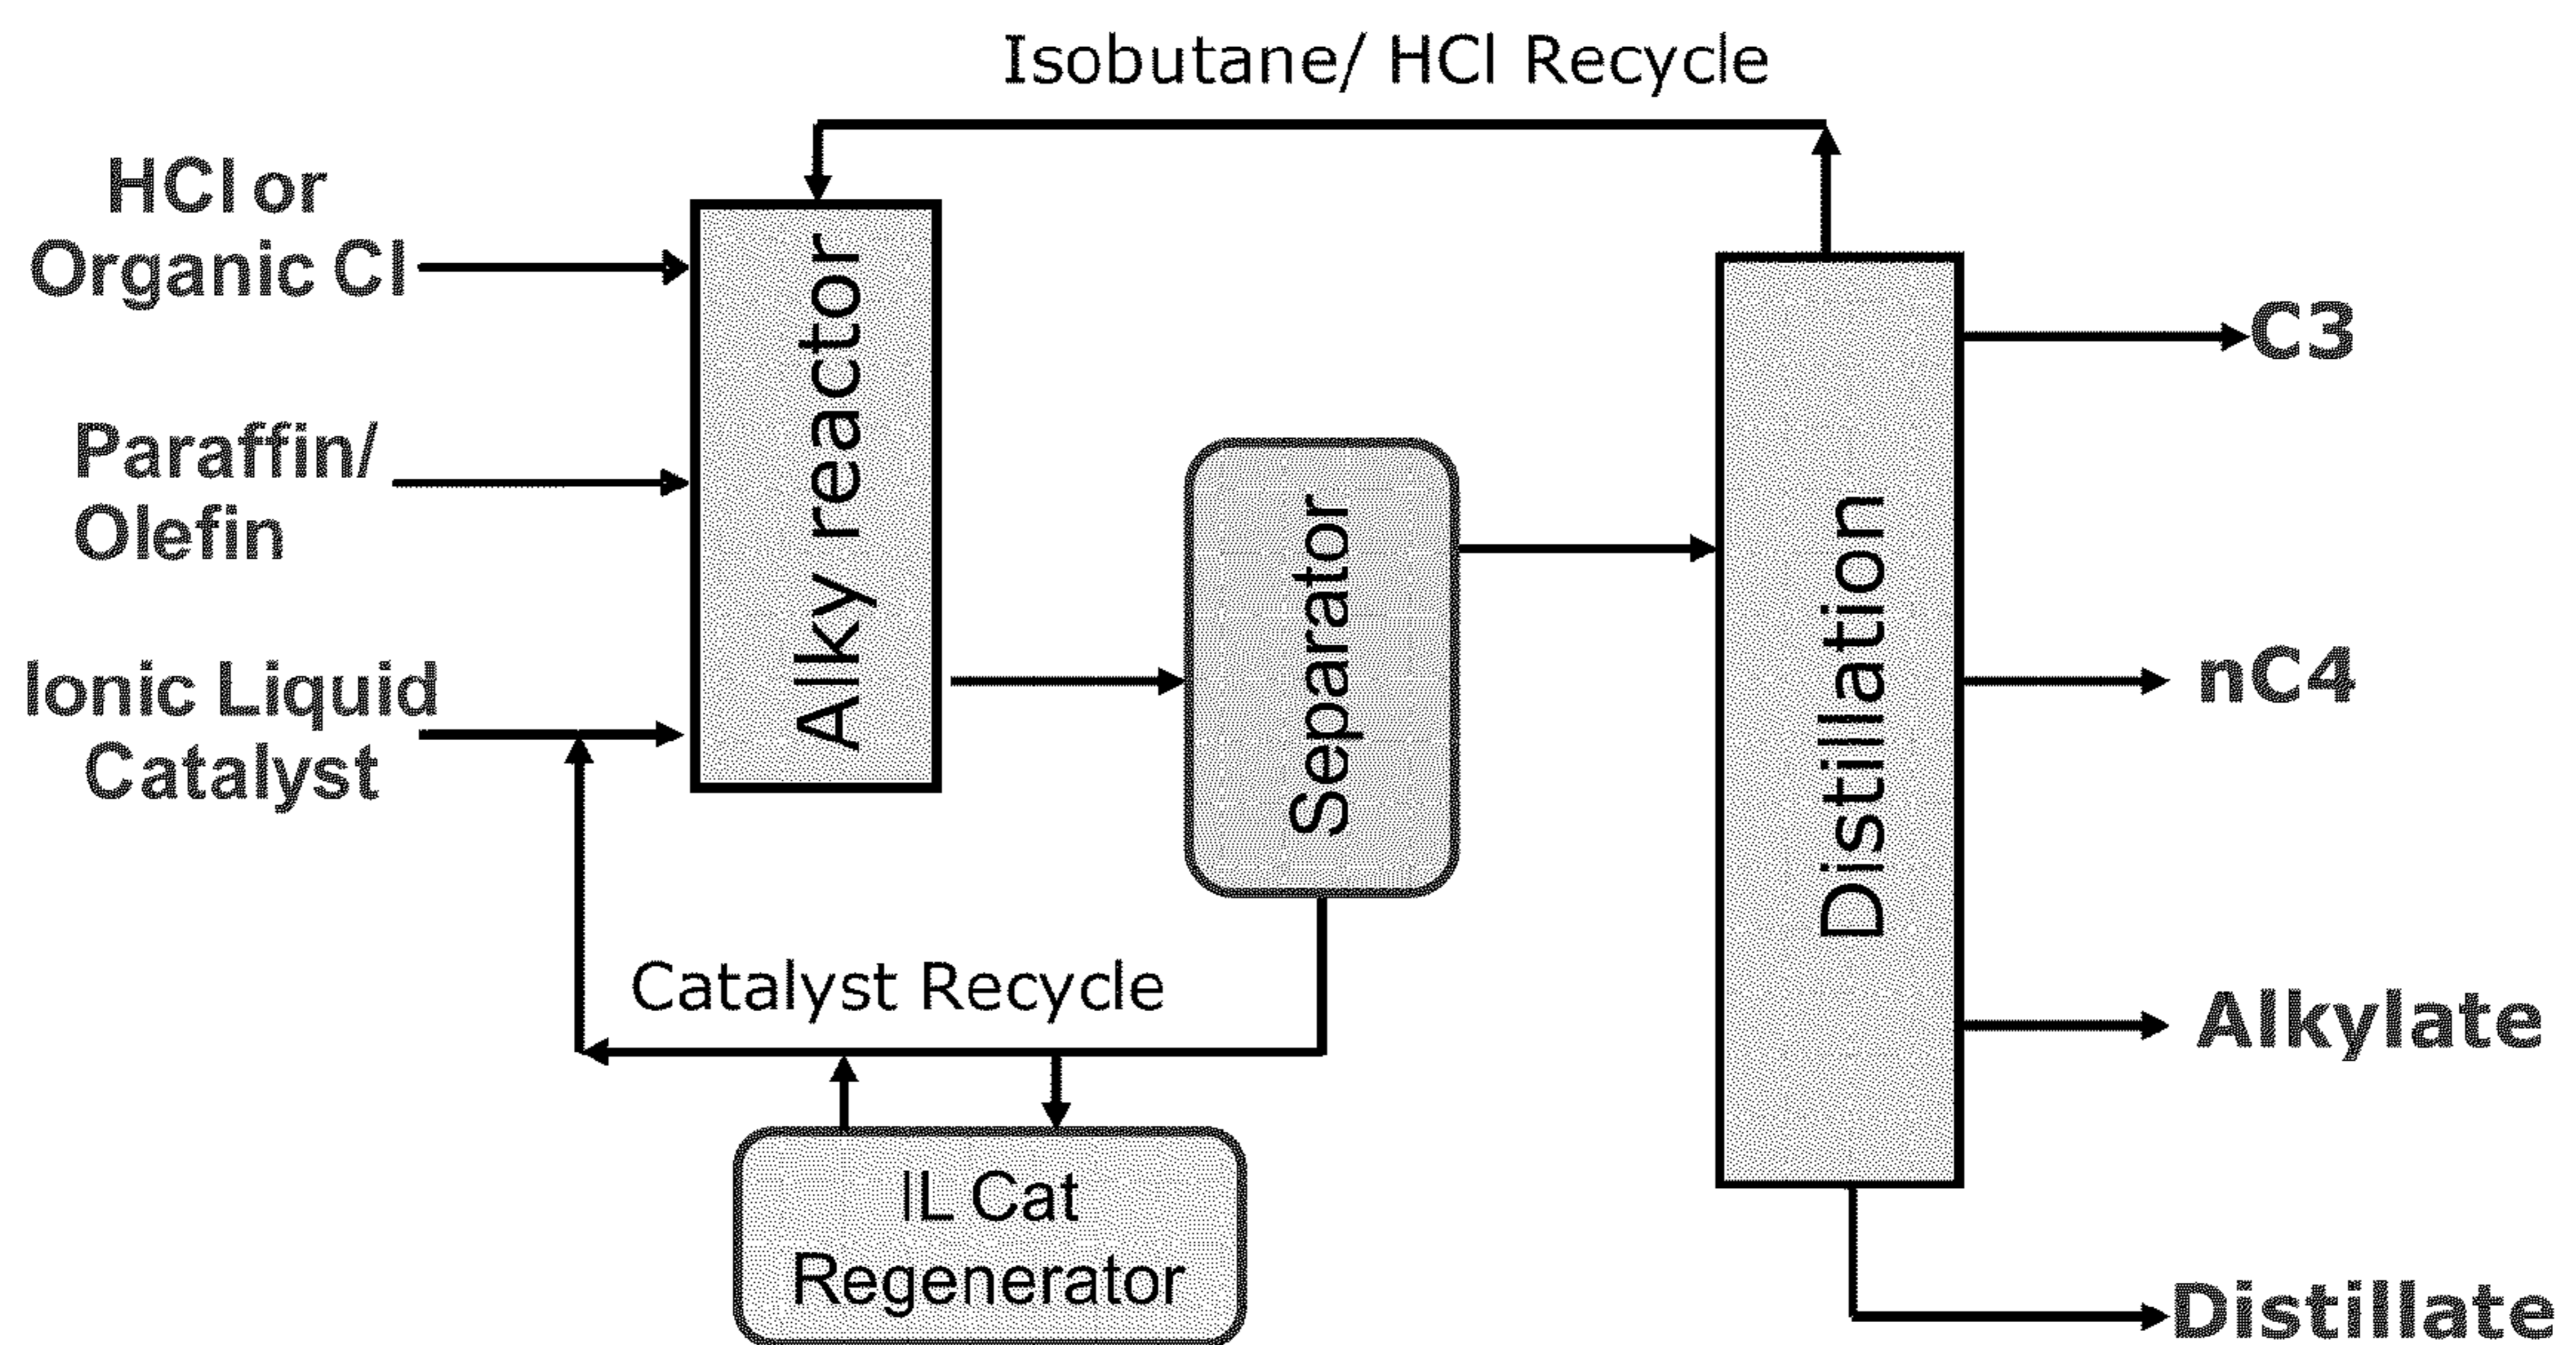 Isobutane/ HCl Recycle
HCl or
Organic Cl
Paraffin/
Olefin
Ionic Liquid
Catalyst
Alky reactor
Separator
Distillation
C3
nC4
Alkylate
Distillate
Catalyst Recycle
IL Cat
Regenerator